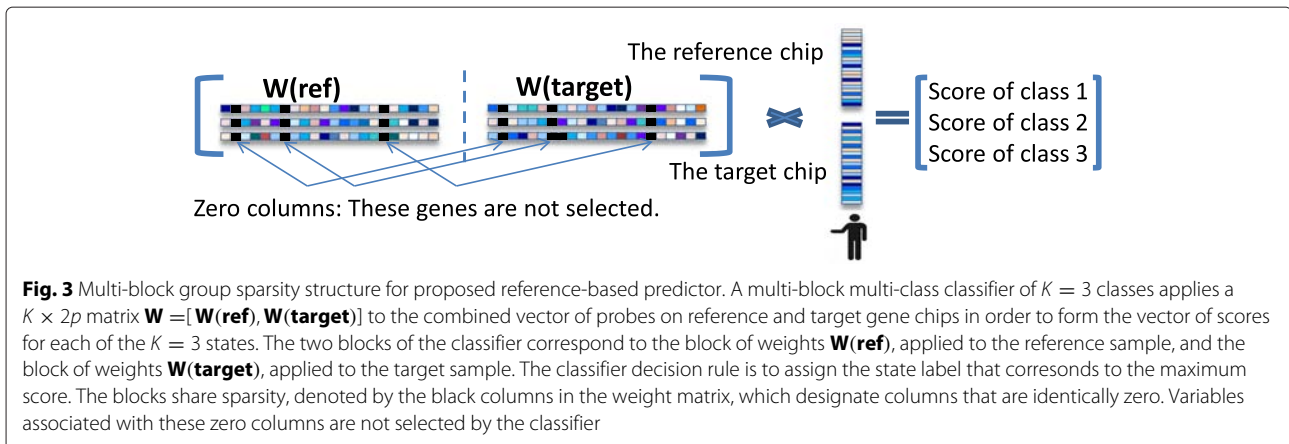 The reference chip
W(ref) W(target)
Score of class 1
Score of class 2
Score of class 3
The target chip
Zero columns: These genes are not selected.
Fig. 3 Multi-block group sparsity structure for proposed reference-based predictor. A multi-block multi-class classifier of K = 3 classes applies a
K × 2p matrix W =[ W(ref), W(target)] to the combined vector of probes on reference and target gene chips in order to form the vector of scores
for each of the K = 3 states. The two blocks of the classifier correspond to the block of weights W(ref), applied to the reference sample, and the
block of weights W(target), applied to the target sample. The classifier decision rule is to assign the state label that corresonds to the maximum
score. The blocks share sparsity, denoted by the black columns in the weight matrix, which designate columns that are identically zero. Variables
associated with these zero columns are not selected by the classifier